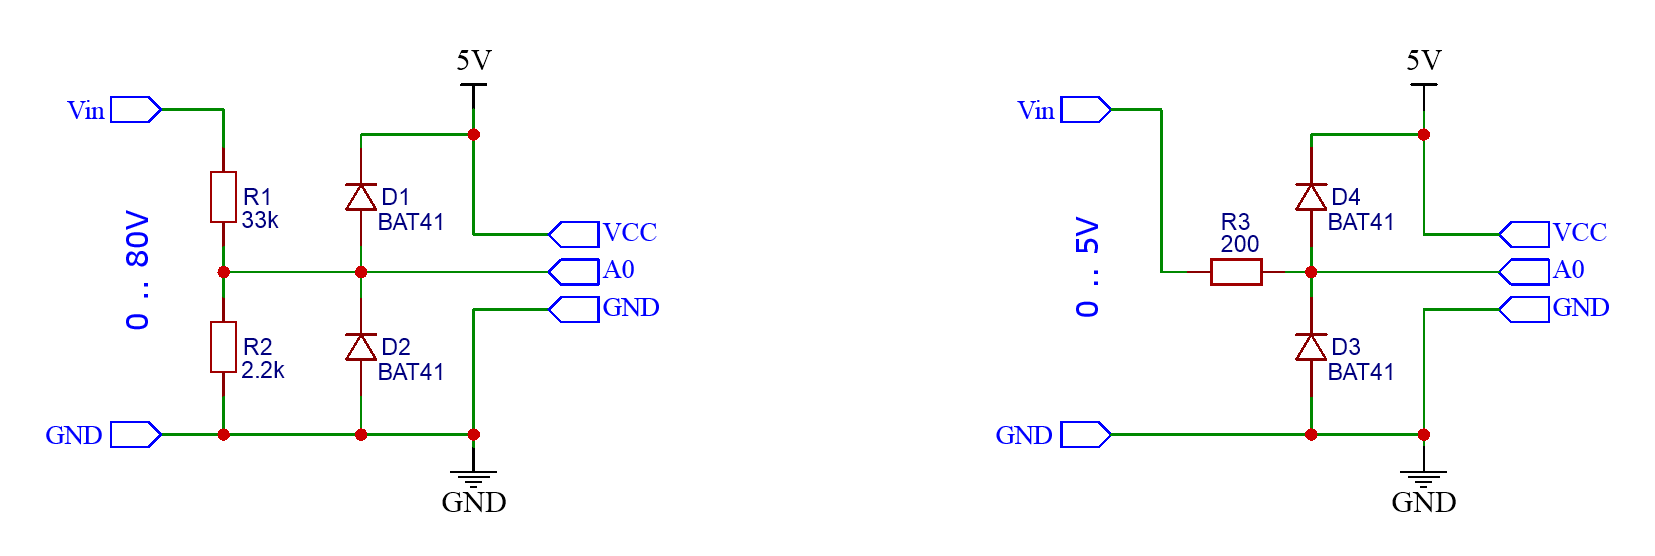 5V
Vin
R1
33k
D1
BAT41
VCC
A0
GND
0 .. 80V
R2
2.2k
D2
BAT41
GND
GND
5V
Vin
D4
BAT41
R3
200
VCC
A0
GND
0 .. 5V
D3
BAT41
GND
GND